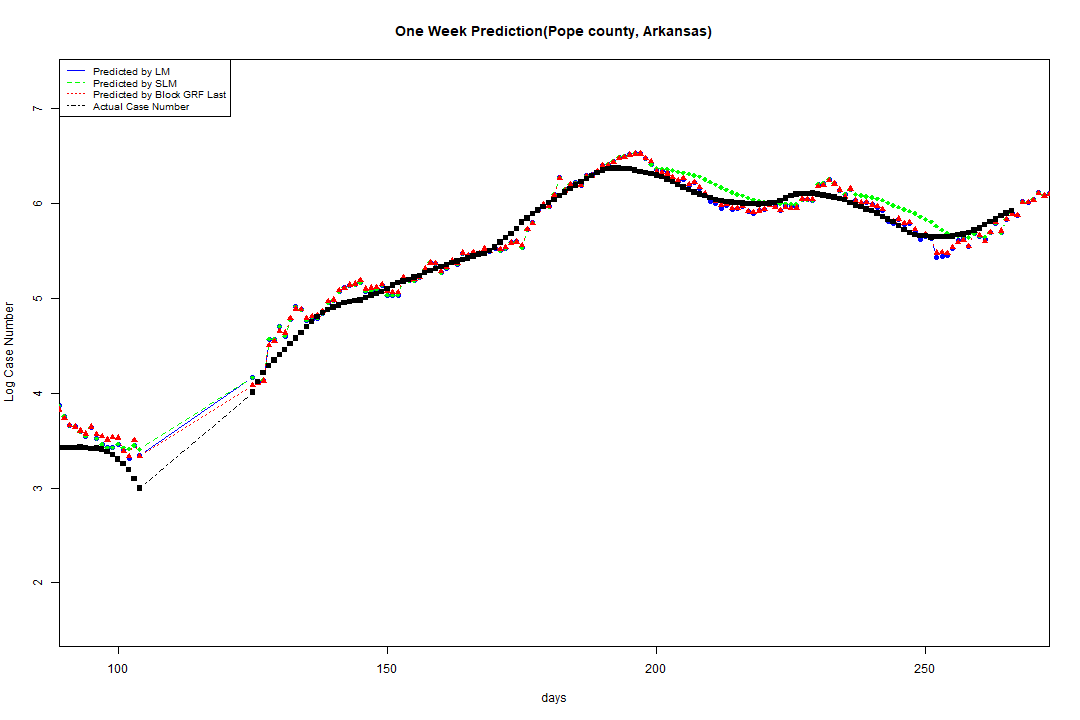 One Week Prediction(Pope county, Arkansas)
Predicted by LM
Predicted by SLM
Predicted by Block GRF Last
Actual Case Number
7
6
5
4
3
2
Log Case Number
100 150 200 250
days